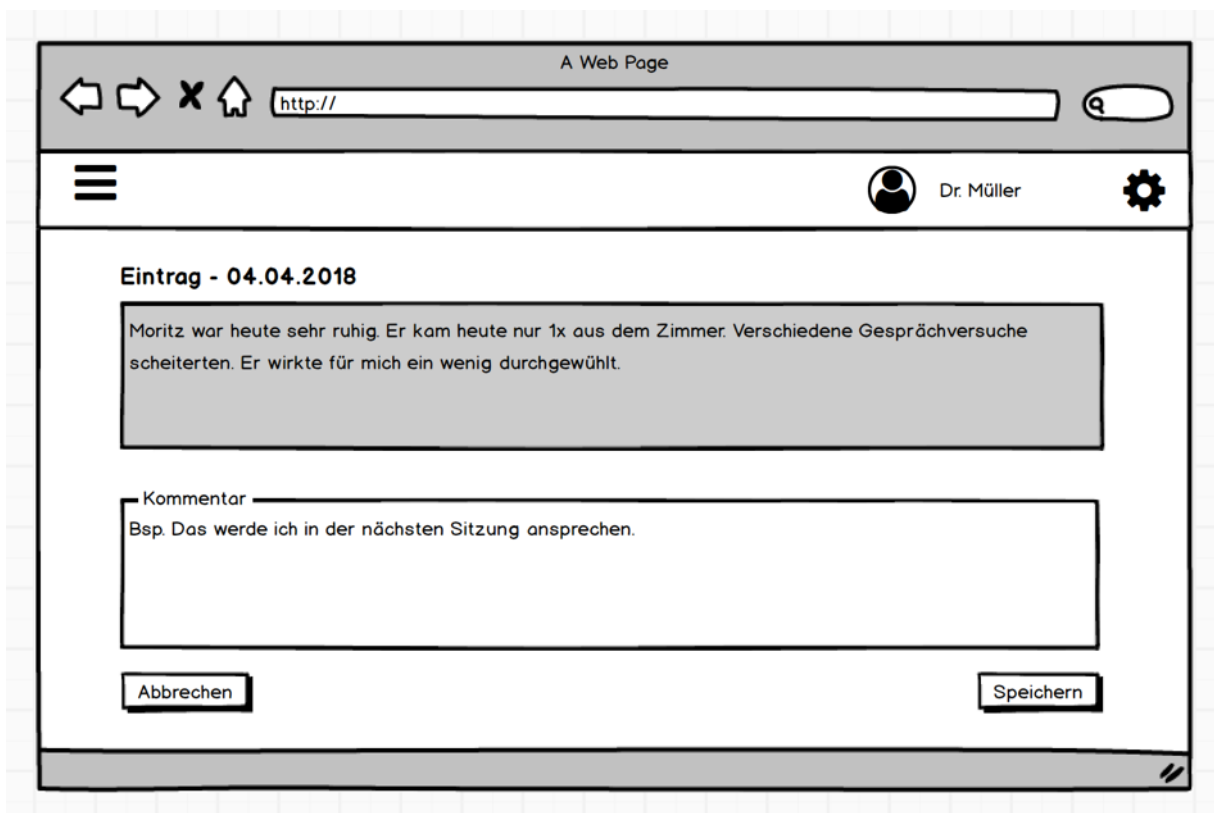 A Web Page
http://
Dr. Müller
Eintrag - 04.04.2018
Moritz war heute sehr ruhig. Er kam heute nur 1x aus dem Zimmer. Verschiedene Gesprächversuche
scheiterten. Er wirkte für mich ein wenig durchgewühlt.
Kommentar
Bsp. Das werde ich in der nächsten Sitzung ansprechen.
Abbrechen
Speichern